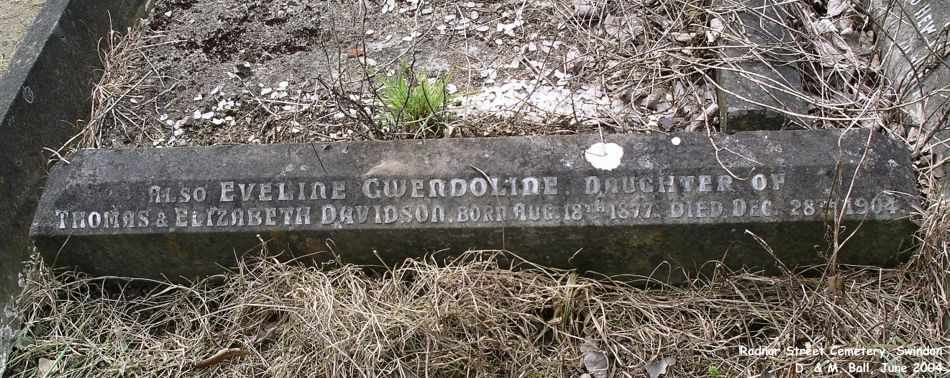 ALSO EVELINE GWENDOLINE, DAUGHTER OF
THOMAS & ELIZABETH DAVIDSON, BORN AUG. 18TH 1877. DIED DEC. 28TH 1904.
Radnor Street Cemetery, Swindon
D. & M. Ball, June 2004